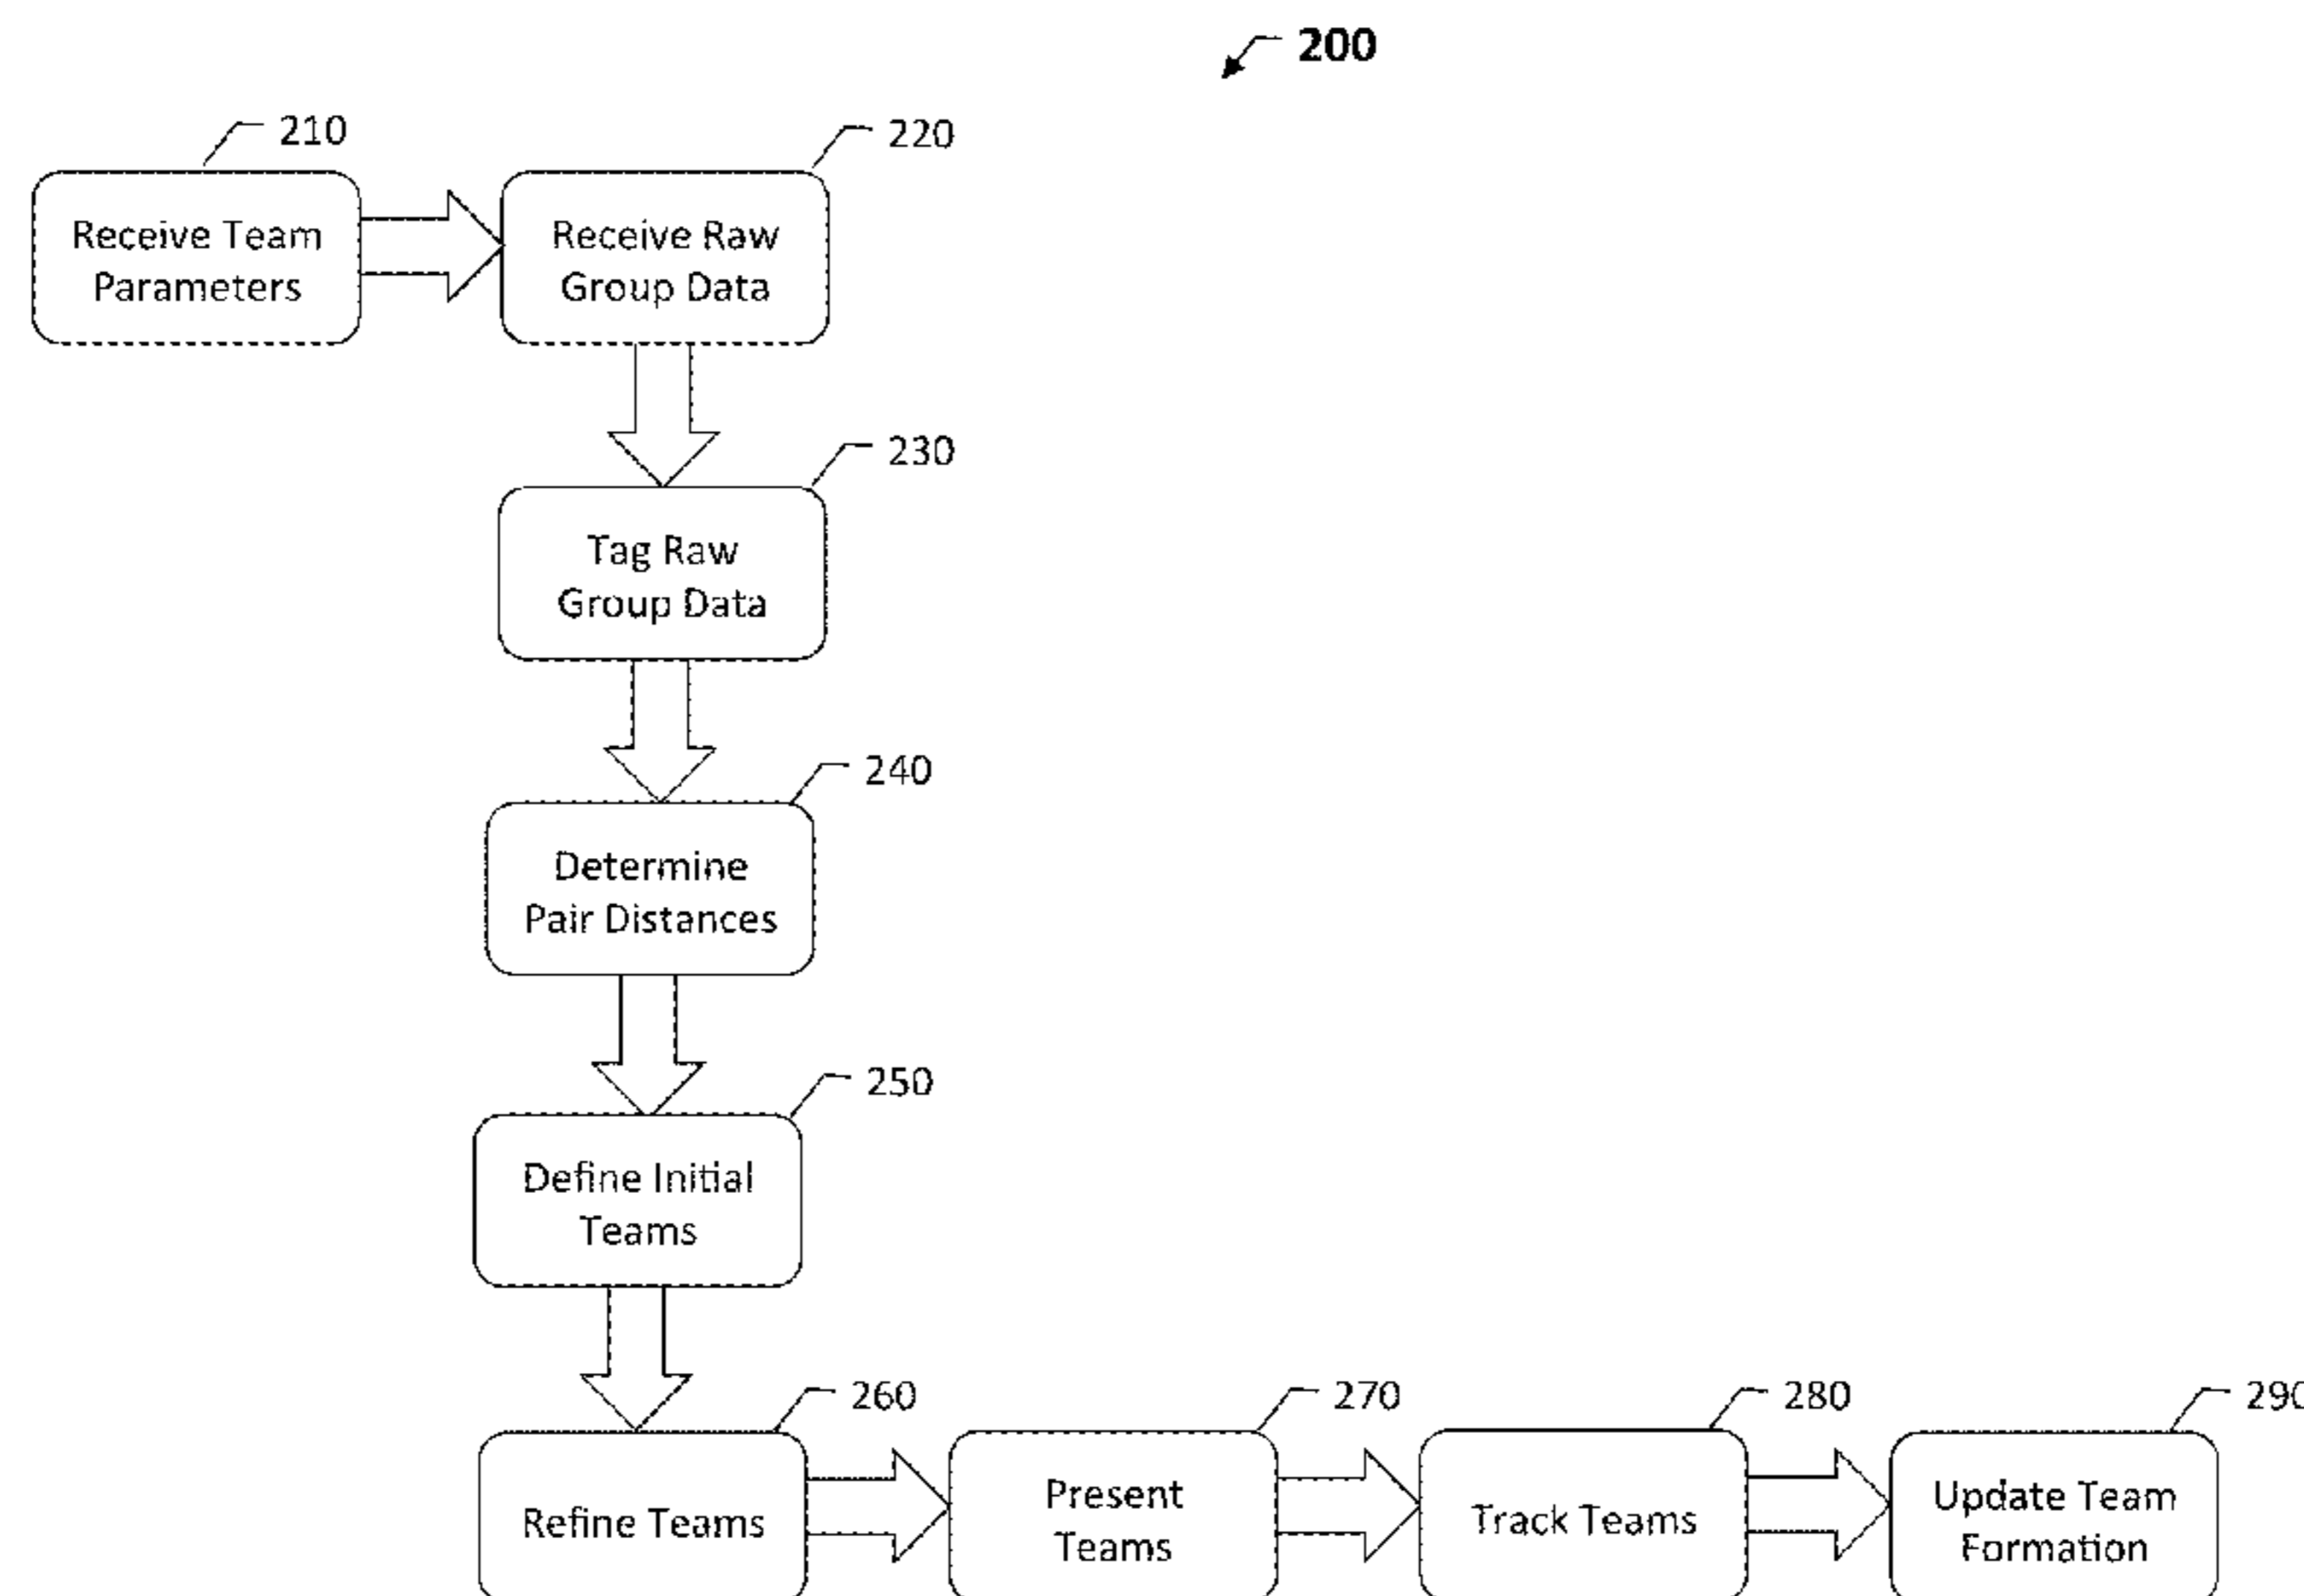 200
210
220
Receive Team
Parameters
Receive Raw
Group Data
230
Tag Raw
Group Data
240
Determine
Pair Distances
250
Define Initial
Teams
260
270
280
290
Refine Teams
Present
Teams
Track Teams
Update Team
Formation